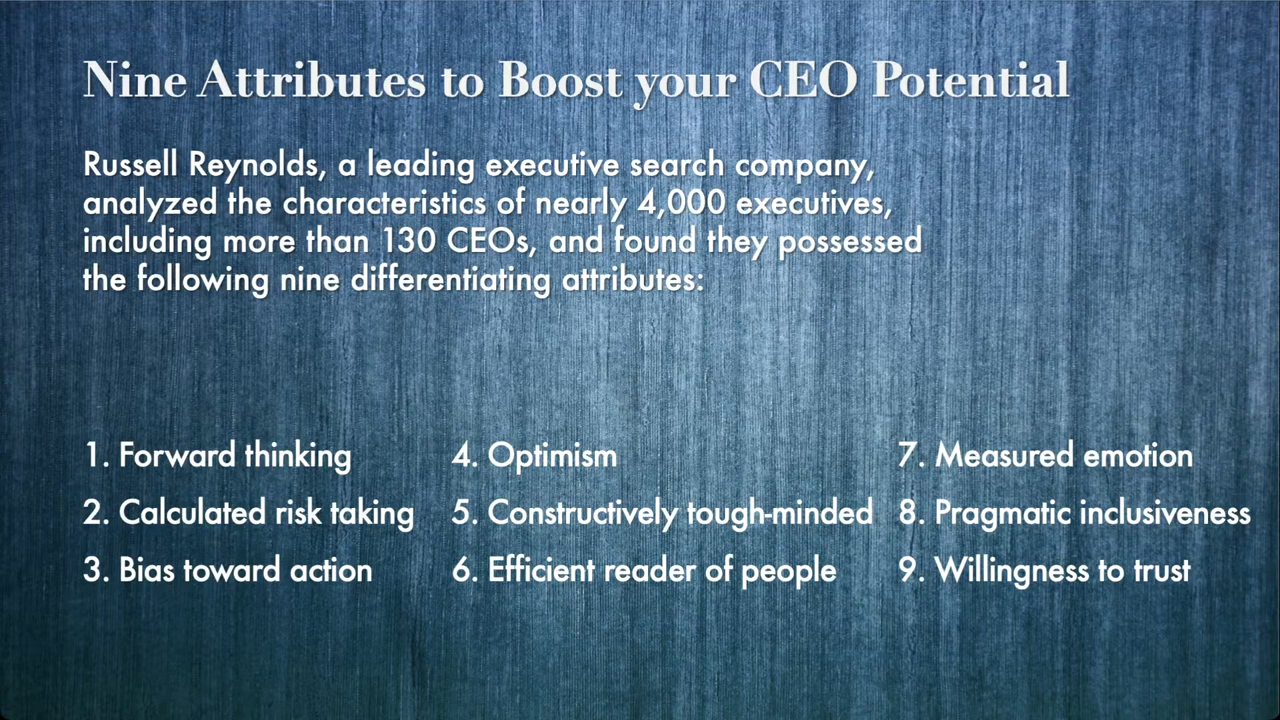 Nine Attributes to Boost your CEO Potential
Russell Reynolds, a leading executive search company,
analyzed the characteristics of nearly 4,000 executives,
including more than 130 CEOs, and found they possessed
the following nine differentiating attributes:
1. Forward thinking
2. Calculated risk taking
3. Bias toward action
4. Optimism
5. Constructively tough-minded
6. Efficient reader of people
7. Measured emotion
8. Pragmatic inclusiveness
9. Willingness to trust